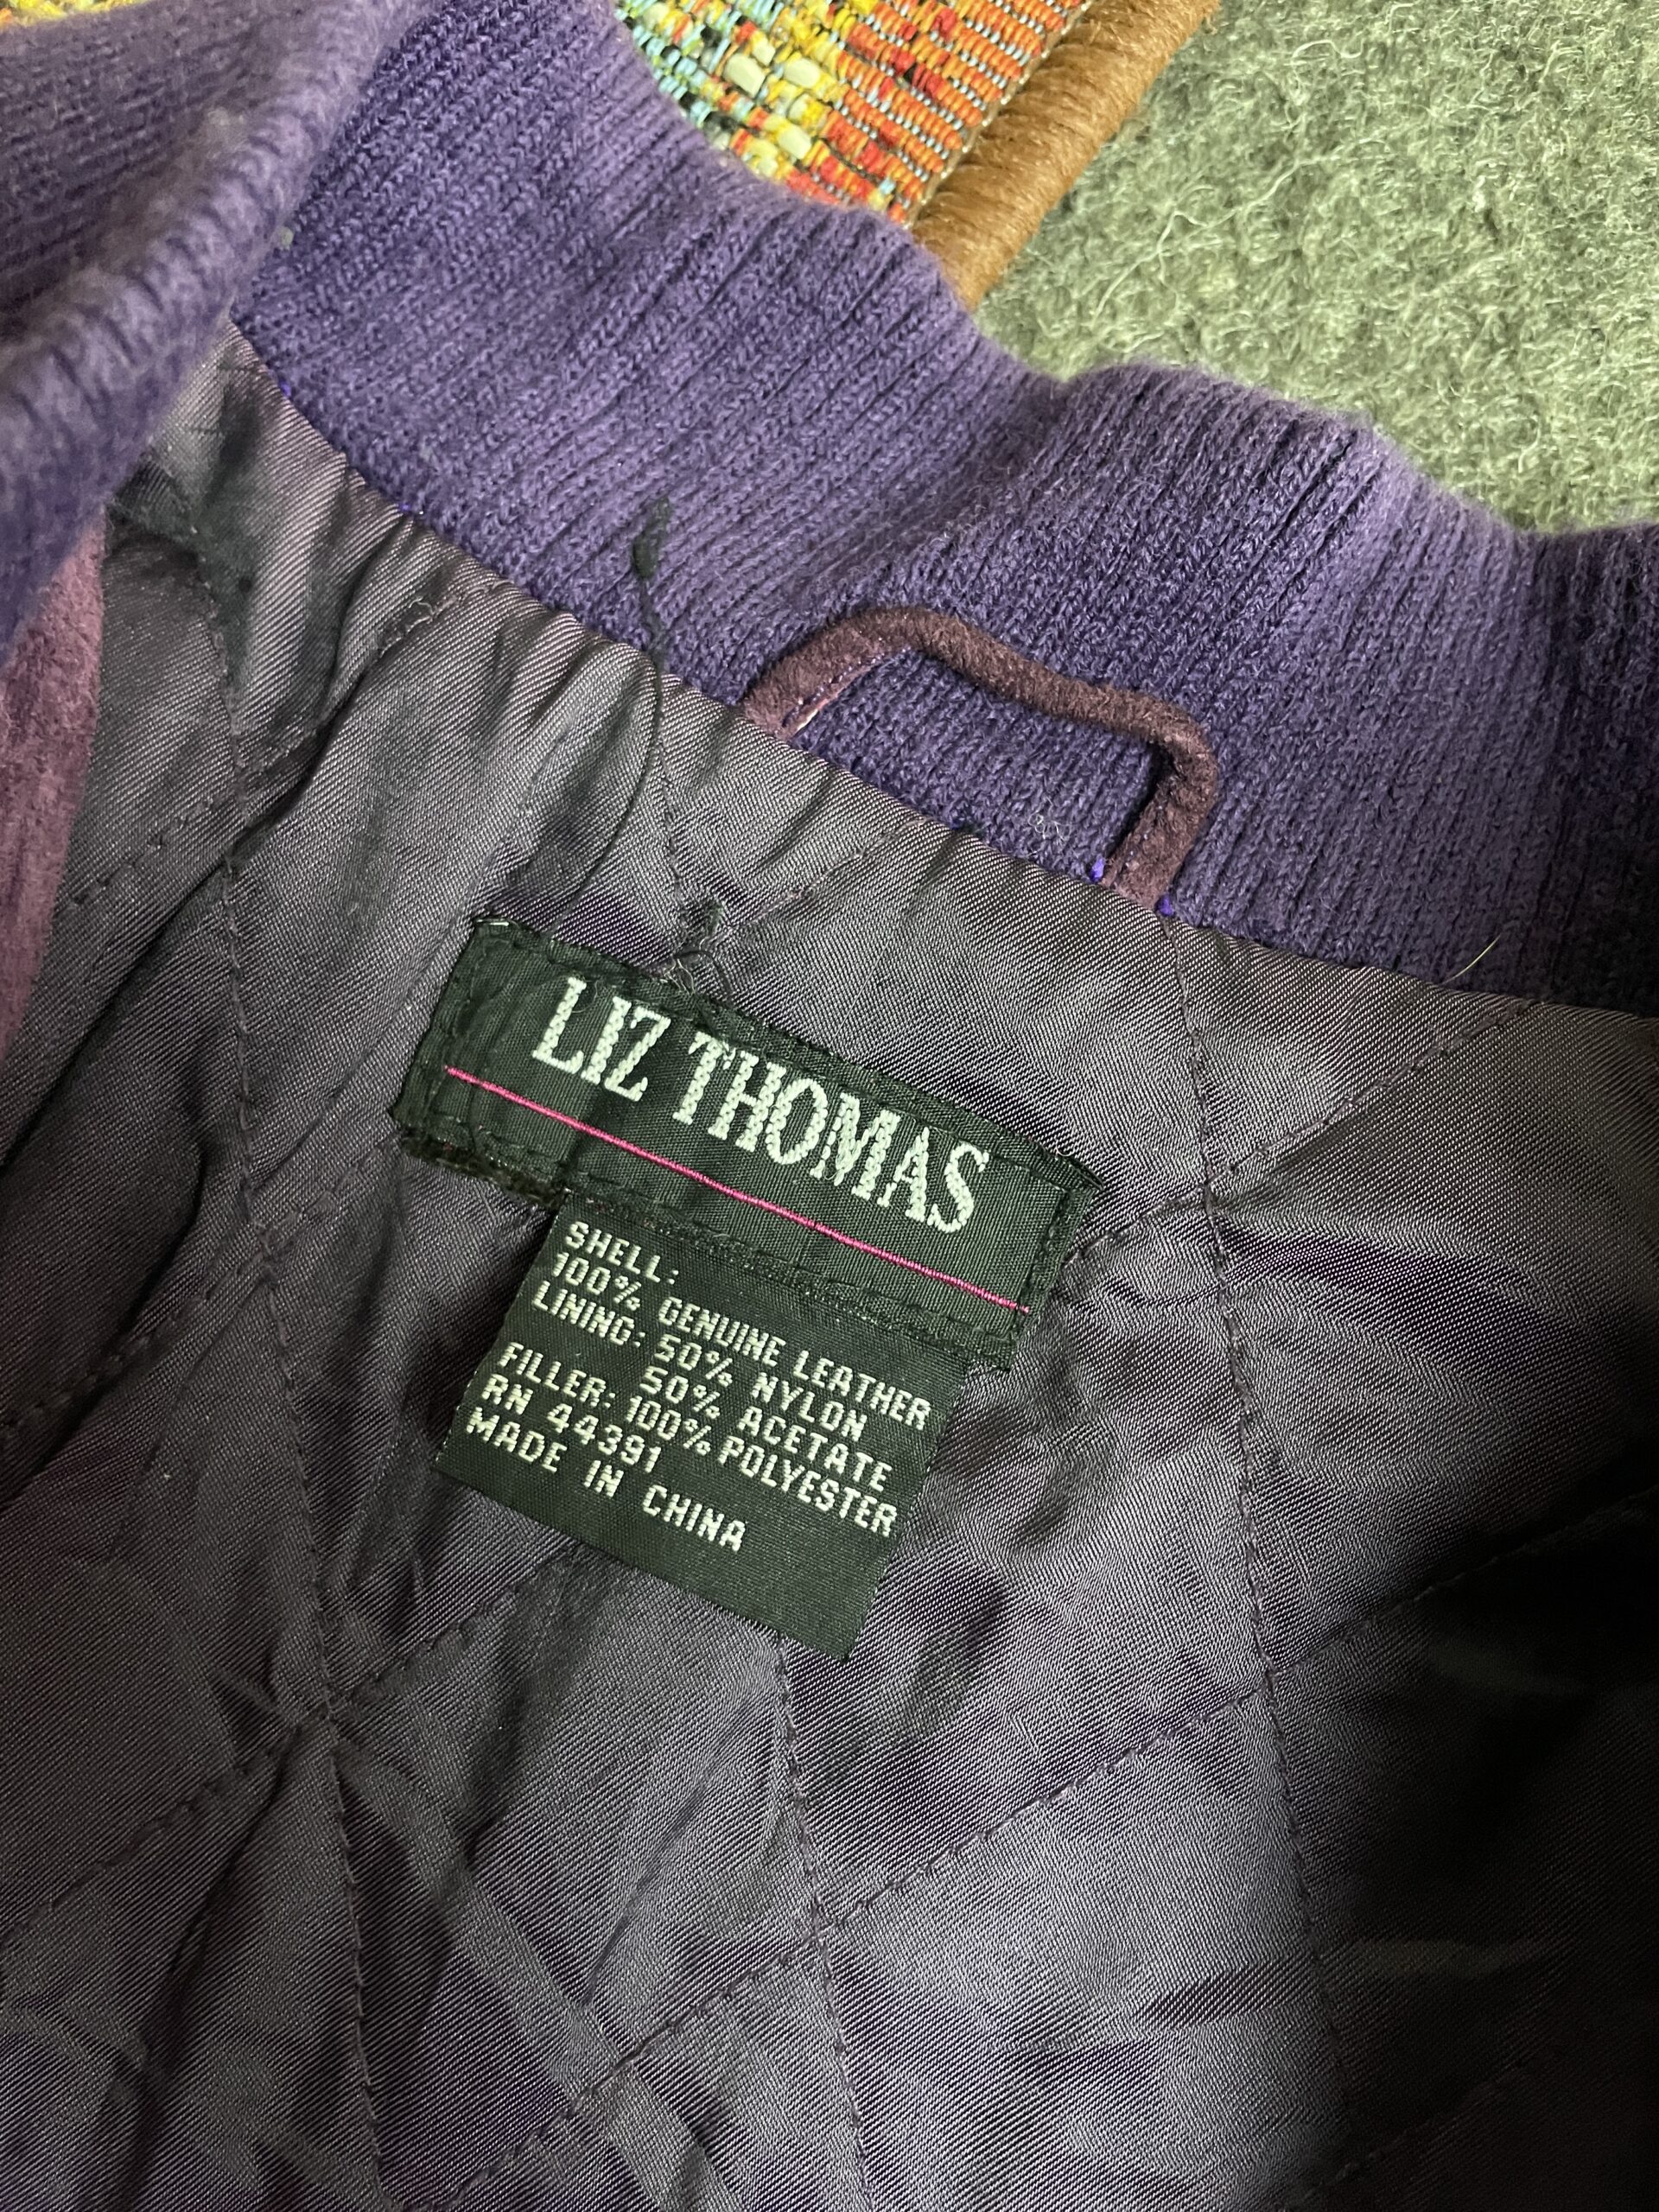 LIZ THOMAS
SHELL:
100% GENUINE LEATHER
LINING: 50% NYLON
50% ACETATE
FILLER: 100% POLYESTER
RN 44391
MADE IN CHINA